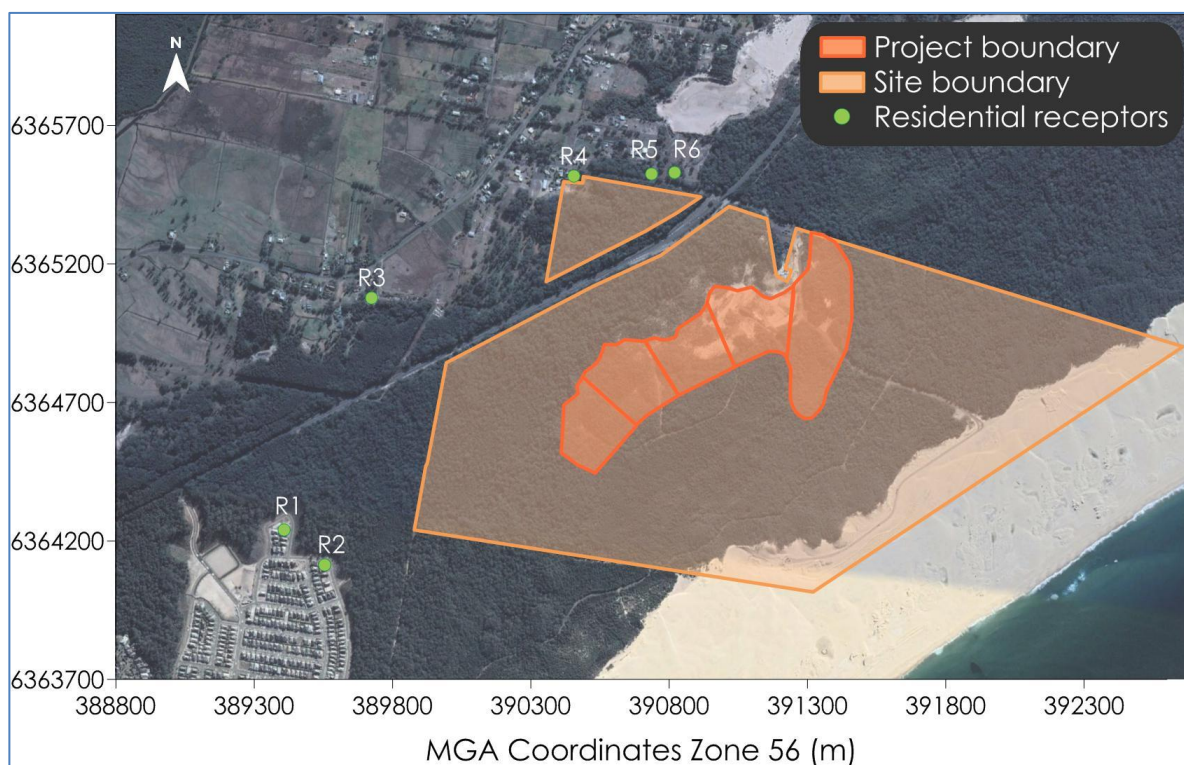 N
Project boundary
Site boundary
Residential receptors
6365700
6365200
6364700
6364200
6363700
R4
R5
R6
R3
R1
R2
388800
389300
389800
390300
390800
391300
391800
392300
MGA Coordinates Zone 56 (m)